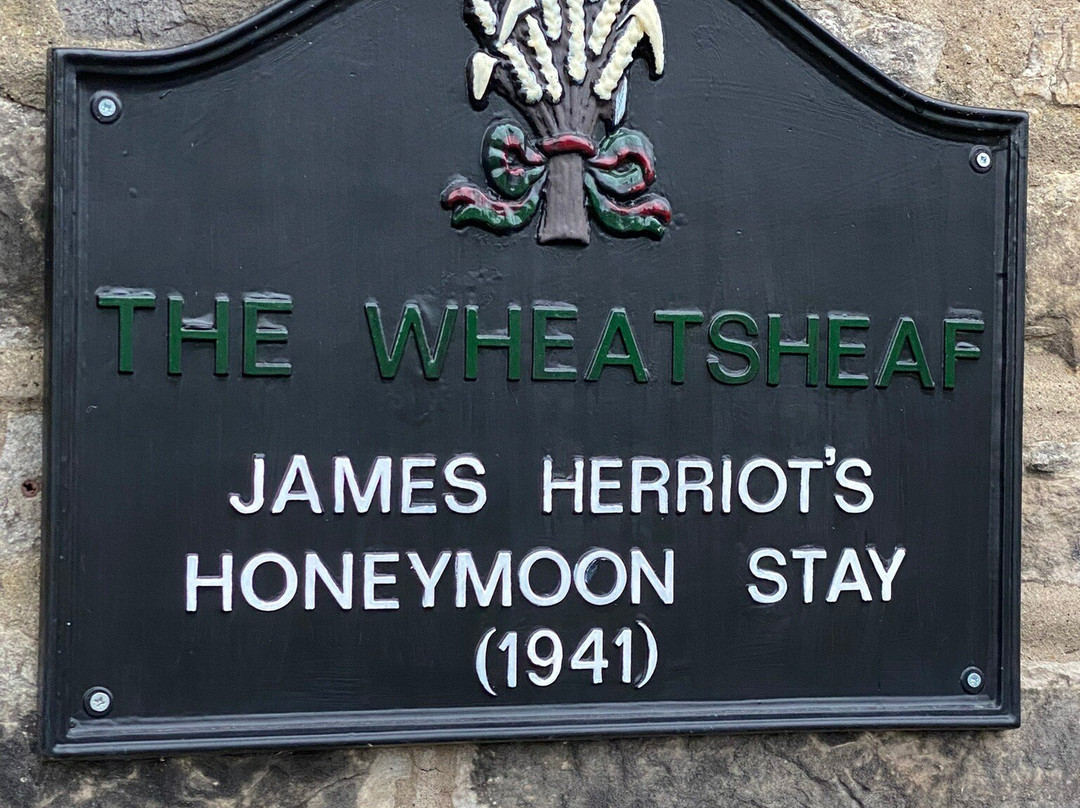 THE WHEATSHEAF
JAMES HERRIOT'S
HONEYMOON STAY
(1941)